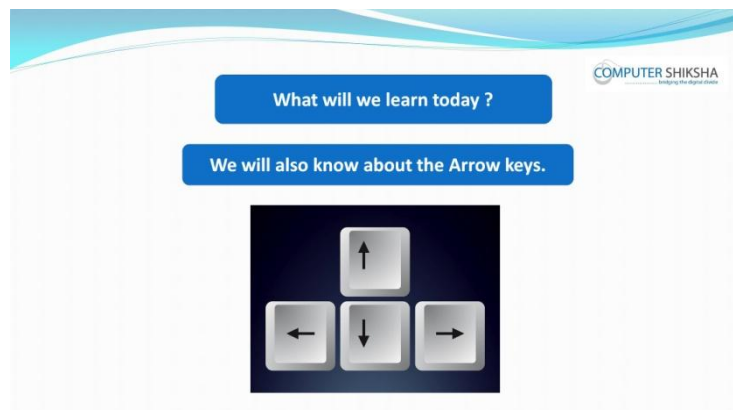 COMPUTER SHIKSHA
bridging the digital divide
What will we learn today ?
We will also know about the Arrow keys.